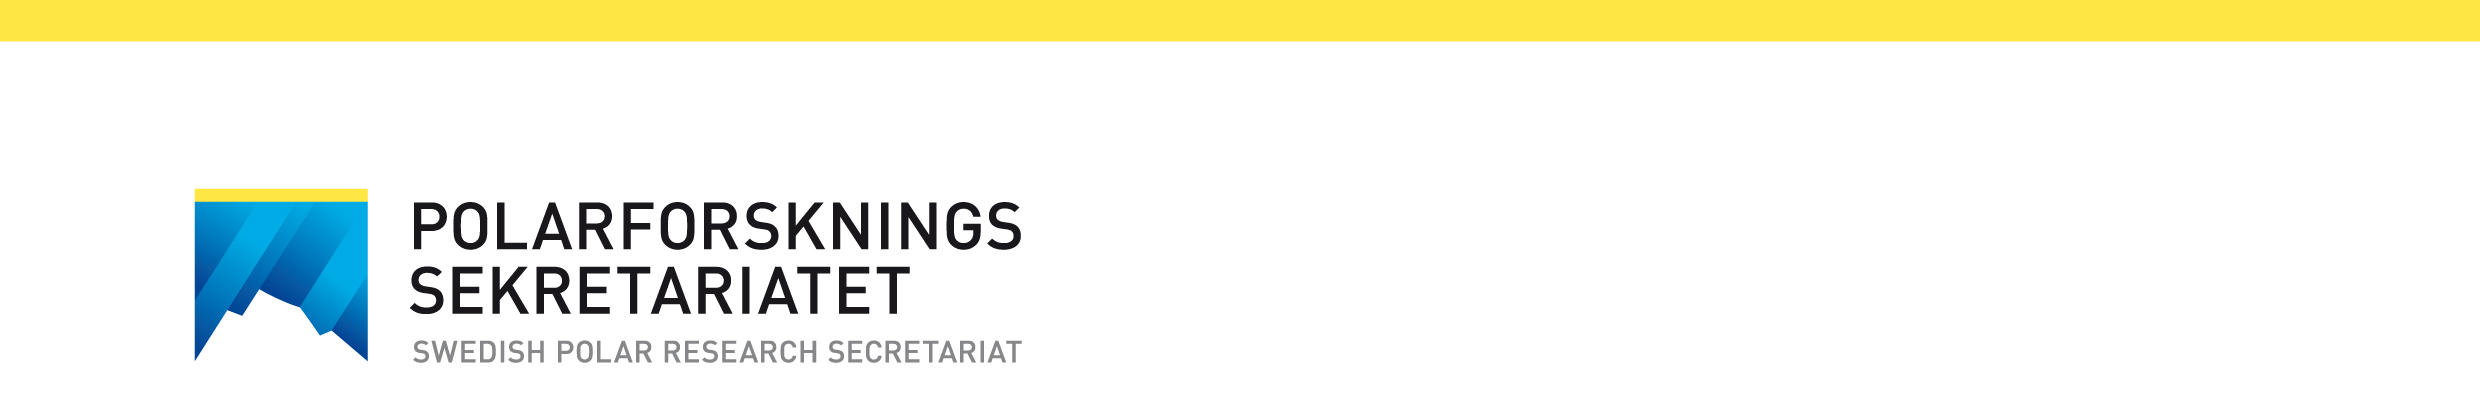 POLARFORSKNINGS
SEKRETARIATET
SWEDISH POLAR RESEARCH SECRETARIAT